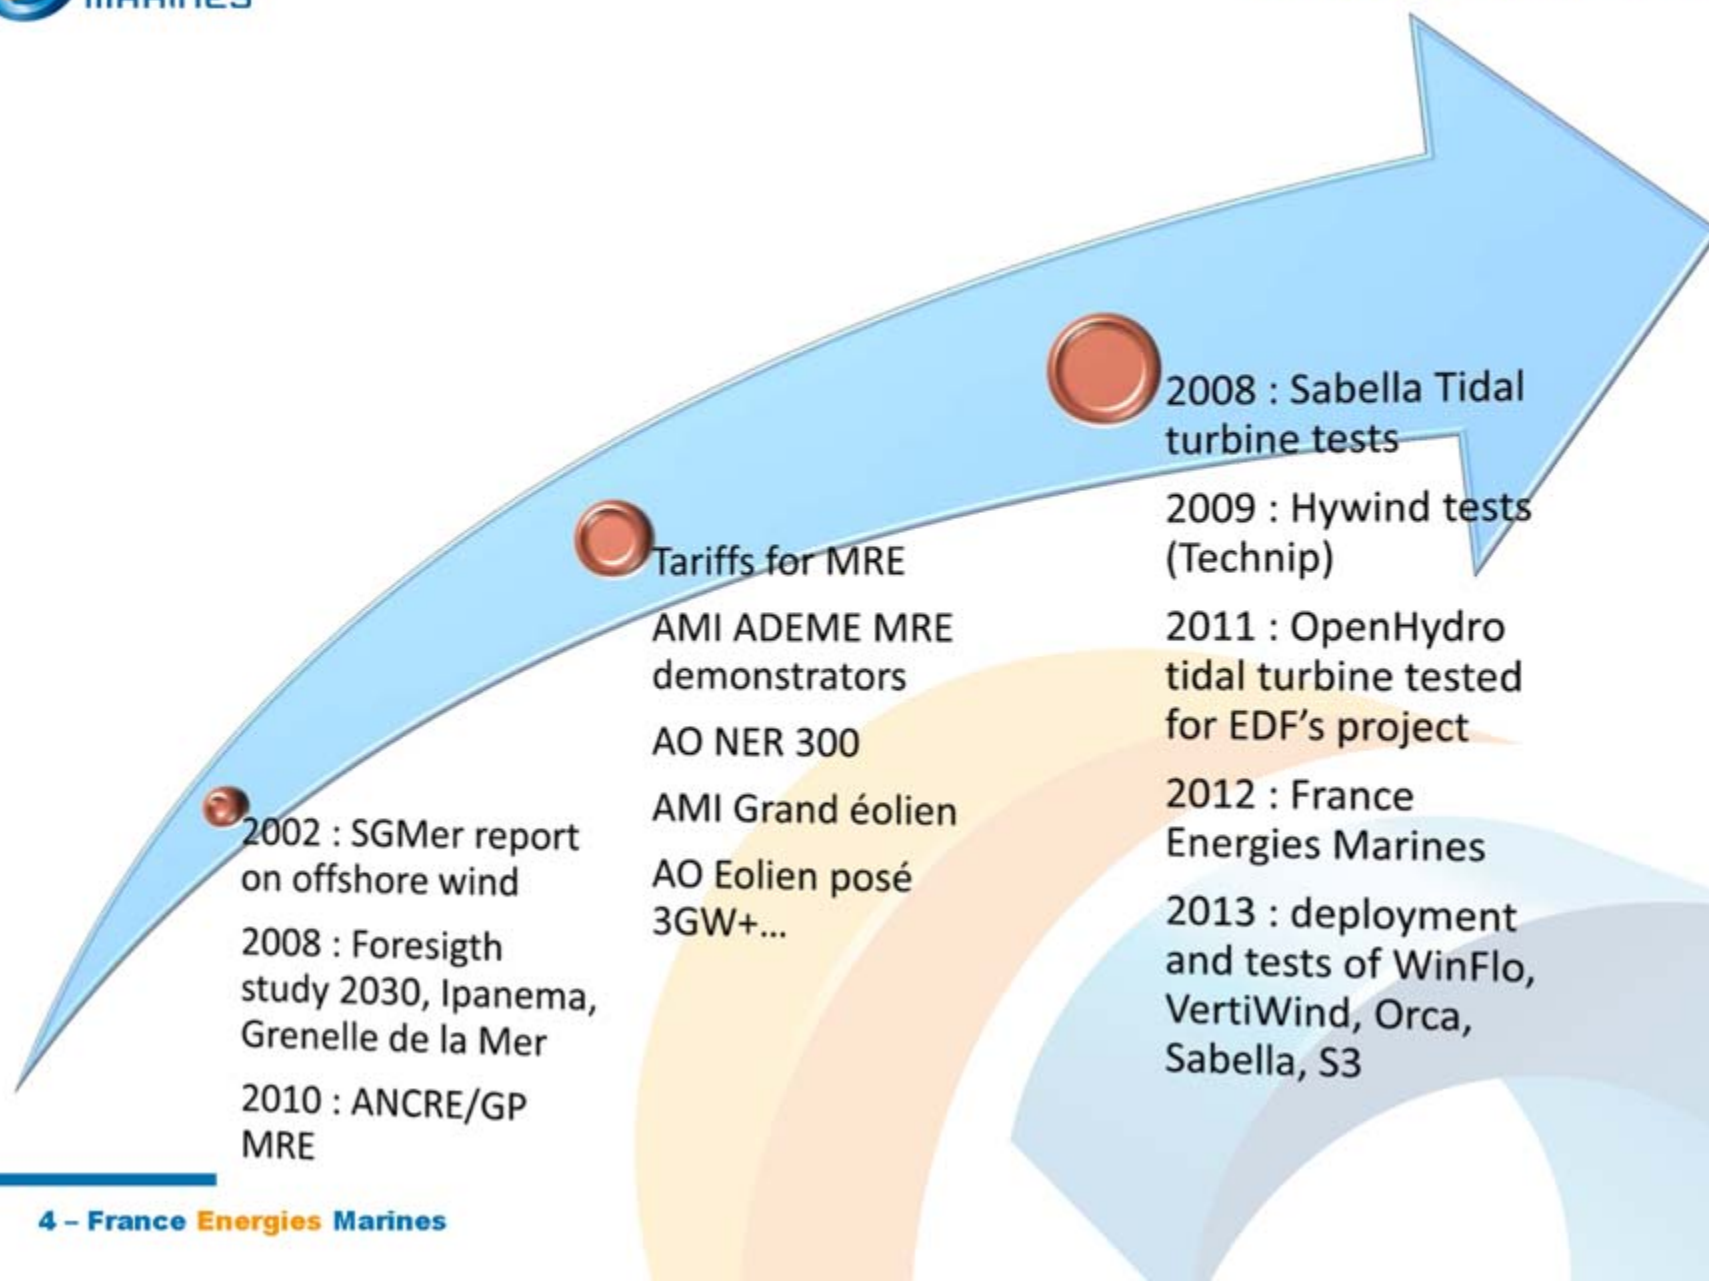 MARINES
2002 : SGMer report
on offshore wind
2008 : Foresigth
study 2030, Ipanema,
Grenelle de la Mer
2010 : ANCRE/GP
MRE
Tariffs for MRE
AMI ADEME MRE
demonstrators
AO NER 300
AMI Grand éolien
AO Eolien posé
3GW+...
2008 : Sabella Tidal
turbine tests
2009 : Hywind tests
(Technip)
2011 : OpenHydro
tidal turbine tested
for EDF’s project
2012 : France
Energies Marines
2013 : deployment
and tests of WinFlo,
VertiWind, Orca,
Sabella, S3
4 – France Energies Marines